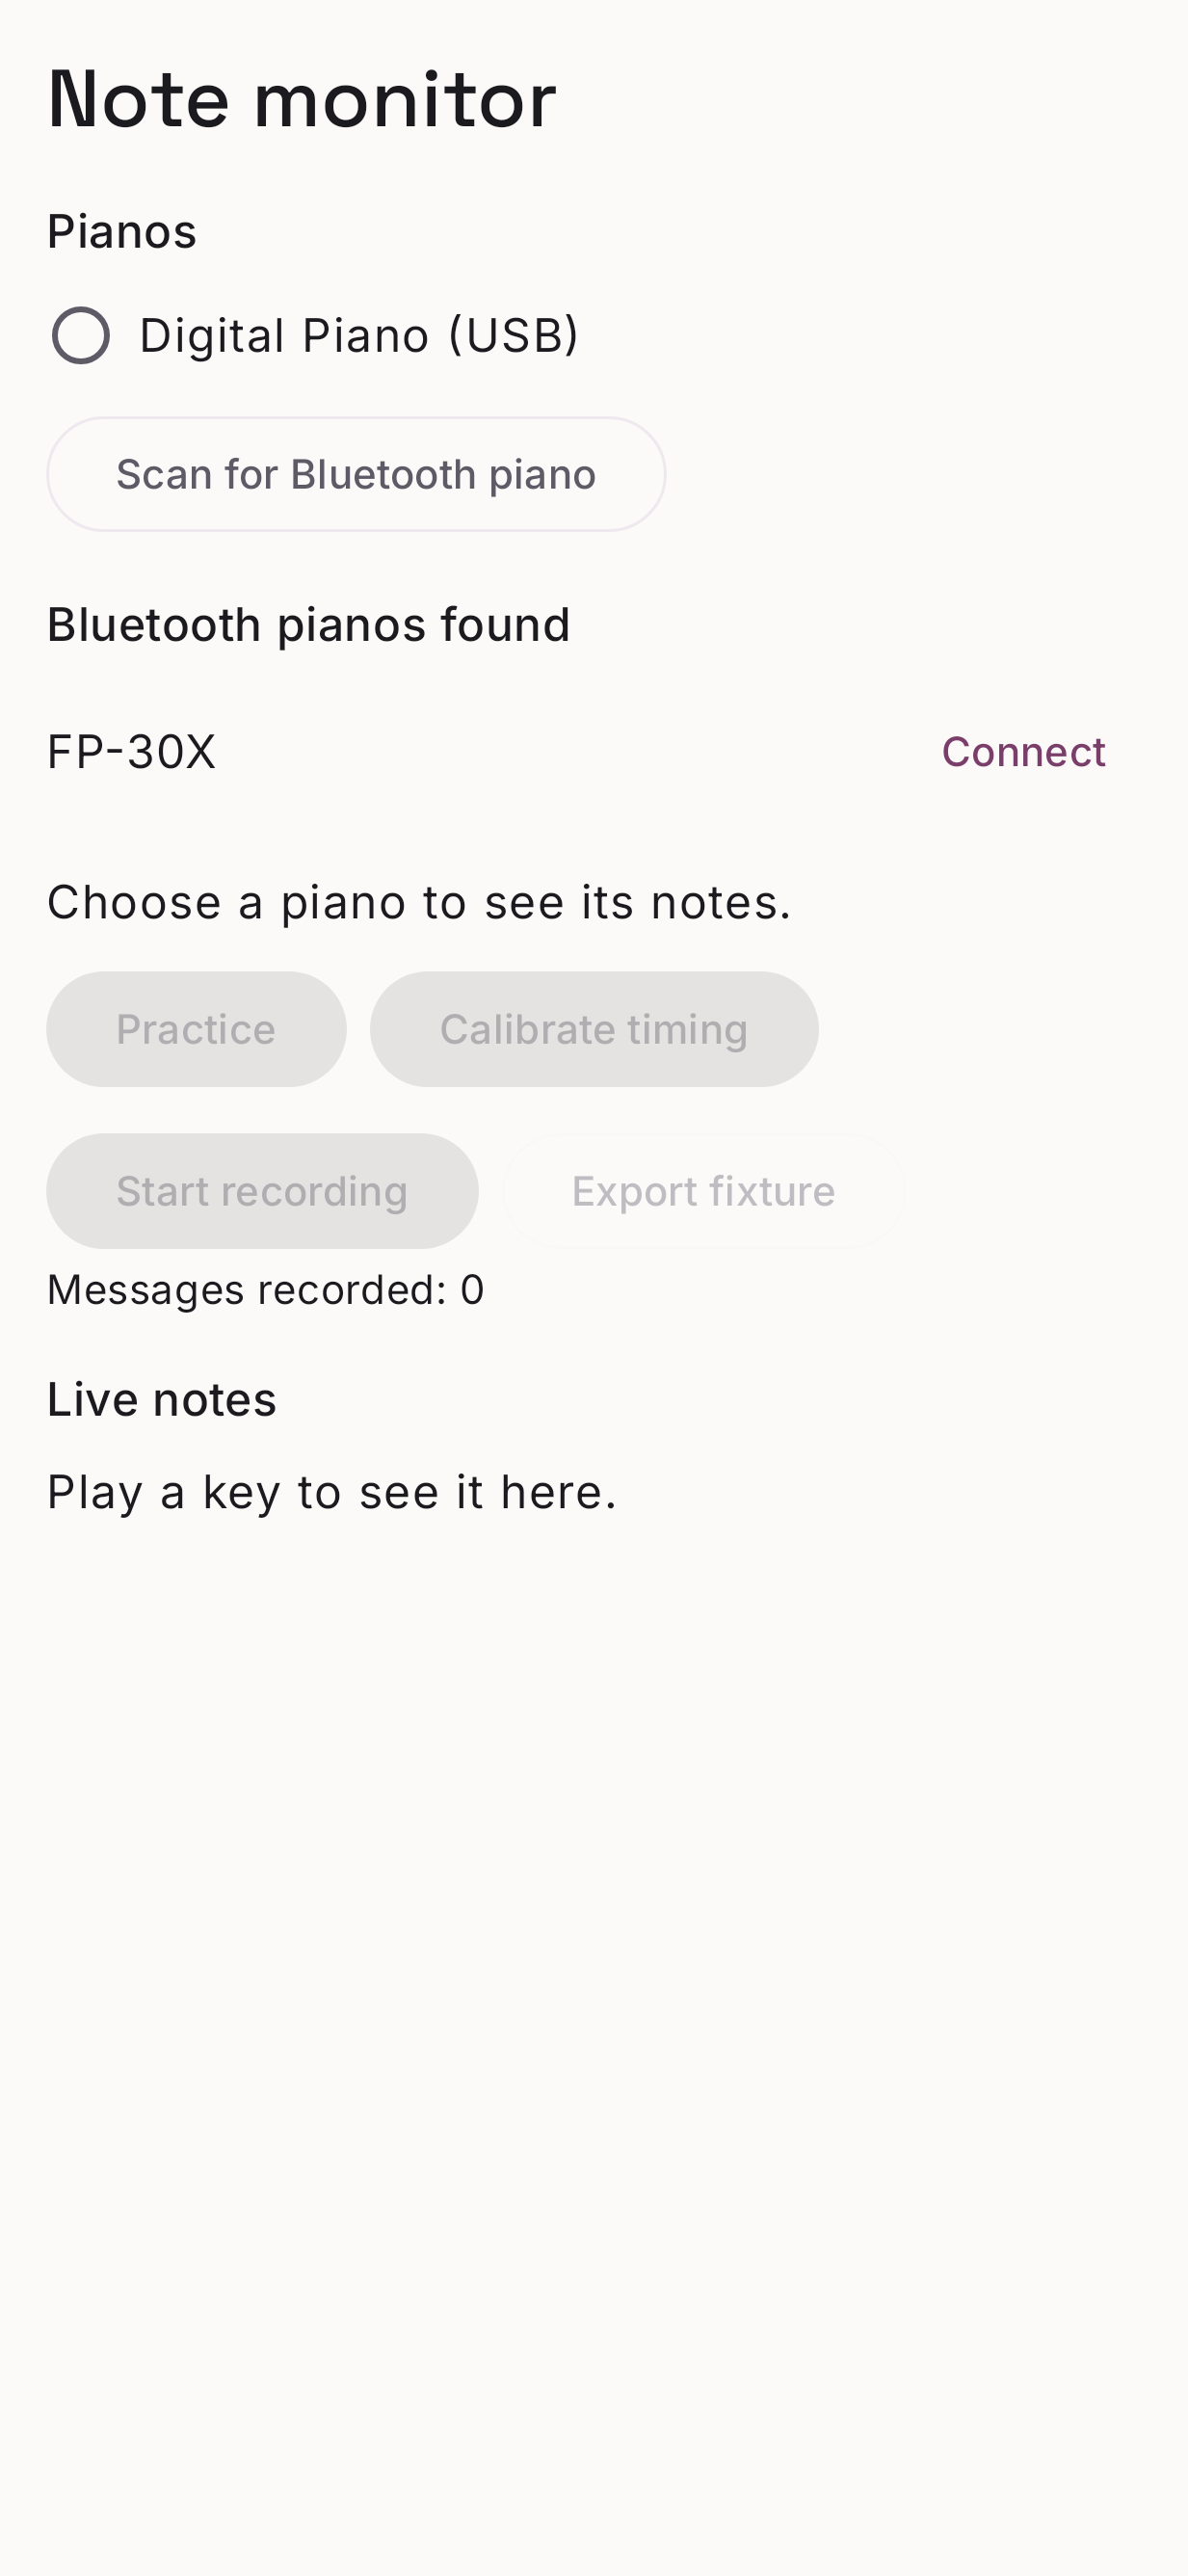 Note monitor
Pianos
Digital Piano (USB)
Scan for Bluetooth piano
Bluetooth pianos found
FP-30X
Connect
Choose a piano to see its notes.
Practice
Calibrate timing
Start recording
Export fixture
Messages recorded: 0
Live notes
Play a key to see it here.